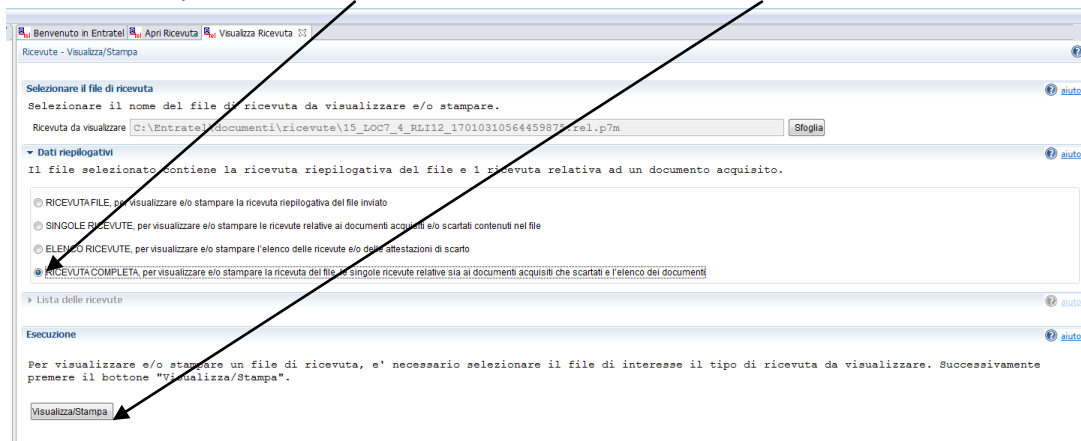 Benvenuto in Entratel Apri Ricevuta Visualizza Ricevuta
Ricevute - Visualizza/Stampa
Selezionare il file di ricevuta aiuto
Selezionare il nome del file di ricevuta da visualizzare e/o stampare.
Ricevuta da visualizzare C:\Entratel\documenti\ricevute\15_LOC7_4_RLI12_17010310564459875.rel.p7m Sfoglia
Dati riepilogativi aiuto
Il file selezionato contiene la ricevuta riepilogativa del file e 1 ricevuta relativa ad un documento acquisito.
RICEVUTA FILE, per visualizzare e/o stampare la ricevuta riepilogativa del file inviato
SINGOLE RICEVUTE, per visualizzare e/o stampare le ricevute relative ai documenti acquisiti e/o scartati contenuti nel file
ELENCO RICEVUTE, per visualizzare e/o stampare l'elenco delle ricevute e/o delle attestazioni di scarto
RICEVUTA COMPLETA, per visualizzare e/o stampare la ricevuta del file, le singole ricevute relative sia ai documenti acquisiti che scartati e l'elenco dei documenti
Lista delle ricevute aiuto
Esecuzione aiuto
Per visualizzare e/o stampare un file di ricevuta, e' necessario selezionare il file di interesse il tipo di ricevuta da visualizzare. Successivamente
premere il bottone "Visualizza/Stampa".
Visualizza/Stampa